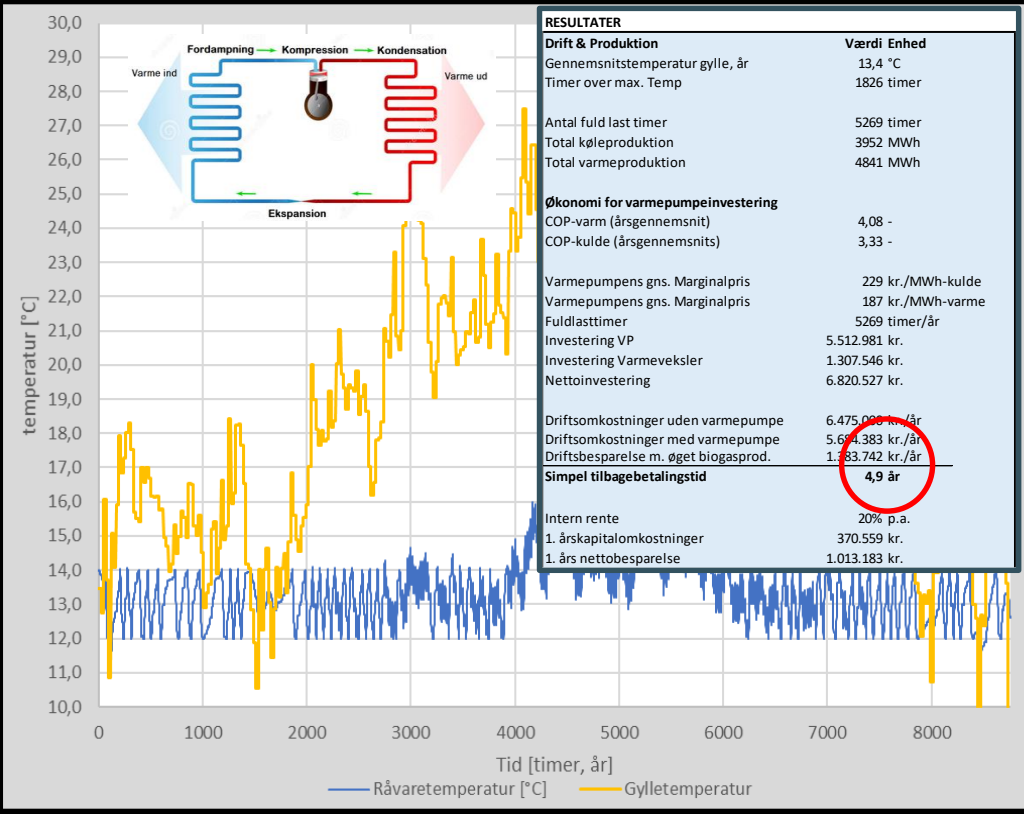 30,0
29,0
28,0
27,0
26,0
25,0
24,0
23,0
22,0
21,0
20,0
19,0
18,0
17,0
16,0
15,0
14,0
13,0
12,0
11,0
10,0
temperatur [°C]
Fordampning Kompression Kondensation
Varme ind
Varme ud
Ekspansion
RESULTATER
Drift & Produktion Værdi Enhed
Gennemsnitstemperatur gylle, år 13,4 °C
Timer over max. Temp 1826 timer
Antal fuld last timer 5269 timer
Total køleproduktion 3952 MWh
Total varmeproduktion 4841 MWh
Økonomi for varmepumpeinvestering
COP-varm (årsgennemsnit) 4,08 -
COP-kulde (årsgennemsnits) 3,33 -
Varmepumpens gns. Marginalpris 229 kr./MWh-kulde
Varmepumpens gns. Marginalpris 187 kr./MWh-varme
Fuldlasttimer 5269 timer/år
Investering VP 5.512.981 kr.
Investering Varmeveksler 1.307.546 kr.
Nettoinvestering 6.820.527 kr.
Driftsomkostninger uden varmepumpe kr./år
Driftsomkostninger med varmepumpe kr./år
Driftsbesparelse m. øget biogasprod. 1.383.742 kr./år
Simpel tilbagebetalingstid 4,9 år
Intern rente 20% p.a.
1. årskapitalomkostninger 370.559 kr.
1. års nettobesparelse 1.013.183 kr.
0 1000 2000 3000 4000 5000 6000 7000 8000
Tid [timer, år]
Råvaretemperatur [°C] Gylletemperatur